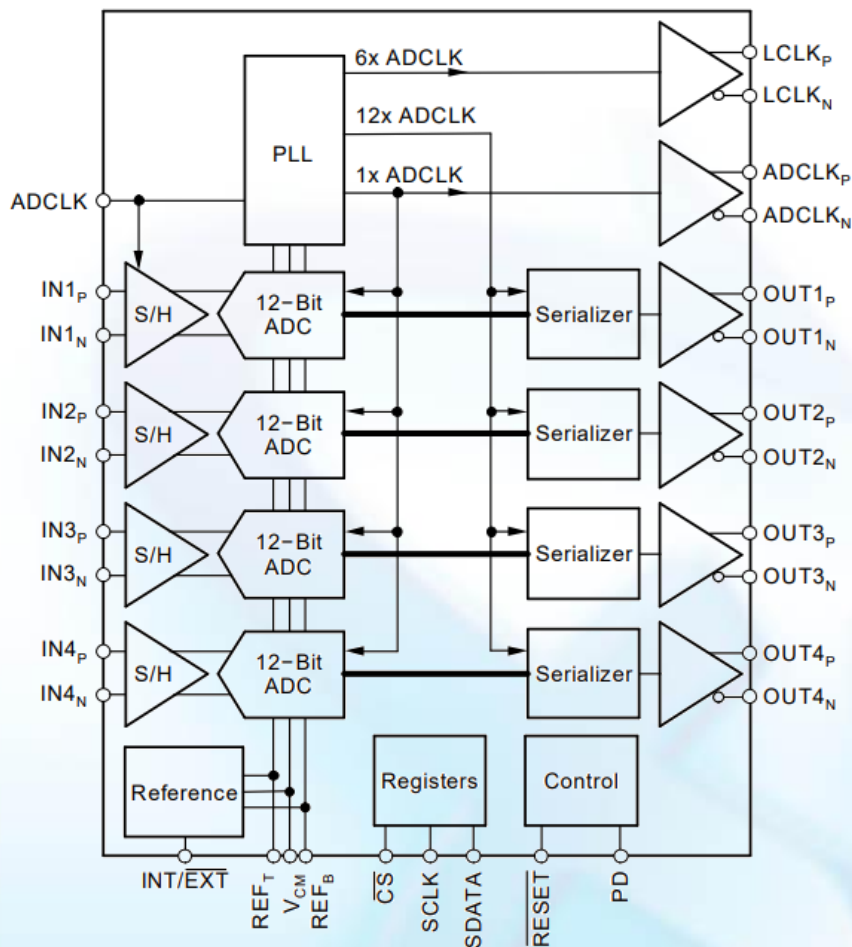 6x ADCLK
LCLKP
LCLKN
12x ADCLK
PLL
1x ADCLK
ADCLKP
ADCLK
ADCLKN
IN1P
S/H
12−Bit
ADC
Serializer
OUT1P
IN1N
OUT1N
IN2P
S/H
12−Bit
ADC
Serializer
OUT2P
IN2N
OUT2N
IN3P
S/H
12−Bit
ADC
Serializer
OUT3P
IN3N
OUT3N
IN4P
S/H
12−Bit
ADC
Serializer
OUT4P
IN4N
OUT4N
Reference
Registers
Control
INT/EXT
REFT
VCM
REFB
CS
SCLK
SDATA
RESET
PD